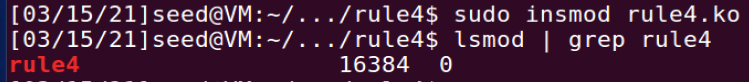 [03/15/21]seed@VM:~/.../rule4$ sudo insmod rule4.ko
[03/15/21]seed@VM:~/.../rule4$ lsmod | grep rule4
rule4                  16384  0